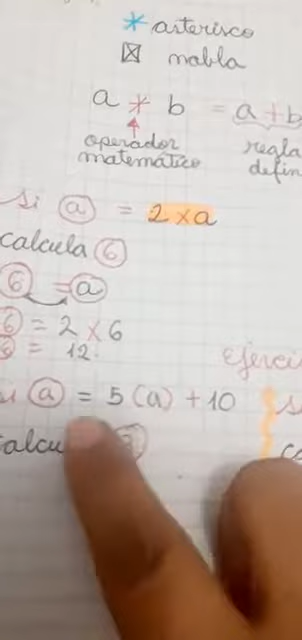 * asterisco
☒ nabla
a * b = a + b
operador regla
matemático defin
si ⓐ = 2 x a
calcula ⑥
⑥ = ⓐ
⑥ = 2 x 6
⑥ = 12.
ejerci
si ⓐ = 5 (a) + 10
calcu